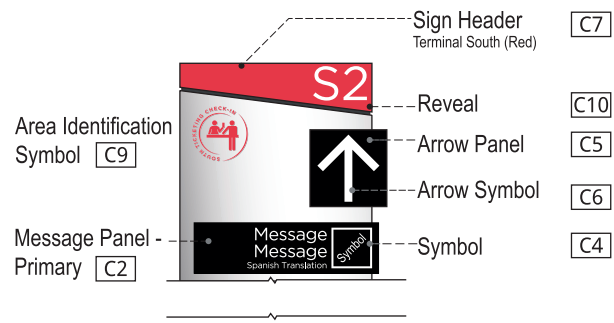 Sign Header C7
Terminal South (Red)
S2
SOUTH TICKETING CHECK-IN
Reveal C10
Area Identification
Symbol C9
Arrow Panel C5
Arrow Symbol C6
Message Panel -
Primary C2
Message
Message
Spanish Translation
Symbol
Symbol C4